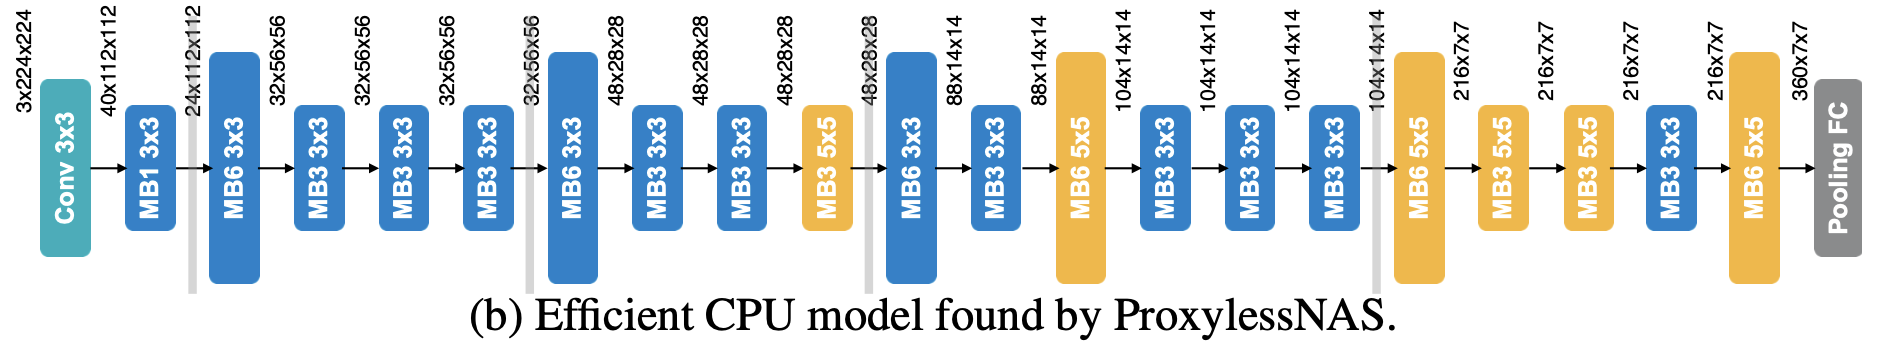 3x224x224
Conv 3x3
40x112x112
MB1 3x3
24x112x112
MB6 3x3
32x56x56
MB3 3x3
32x56x56
MB3 3x3
32x56x56
MB3 3x3
32x56x56
MB6 3x3
48x28x28
MB3 3x3
48x28x28
MB3 3x3
48x28x28
MB3 5x5
48x28x28
MB6 3x3
88x14x14
MB3 3x3
88x14x14
MB6 5x5
104x14x14
MB3 3x3
104x14x14
MB3 3x3
104x14x14
MB3 3x3
104x14x14
MB6 5x5
216x7x7
MB3 5x5
216x7x7
MB3 5x5
216x7x7
MB3 3x3
216x7x7
MB6 5x5
360x7x7
Pooling FC
(b) Efficient CPU model found by ProxylessNAS.